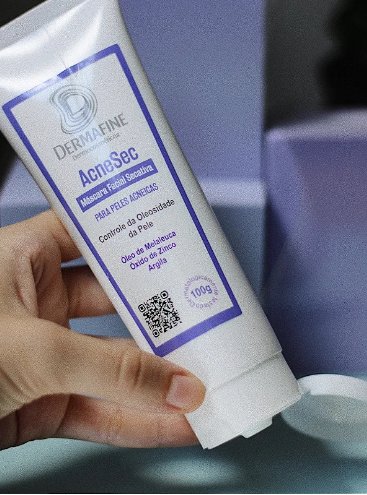 DERMAFINE
AcneSec
Máscara Facial Secativa
PARA PELES ACNEICAS
Controle da Oleosidade
da Pele
Óleo de Melaleuca
Óxido de Zinco
Argila
100g